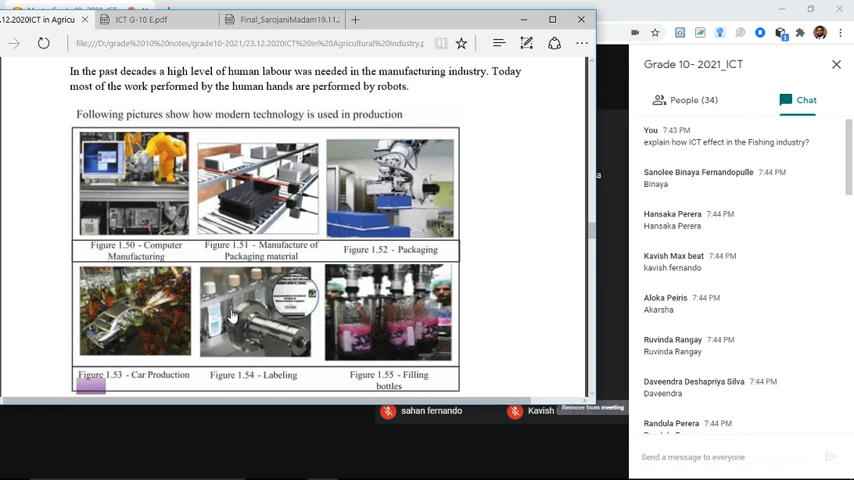 12.2020ICT in Agricu
ICT G-10 E.pdf
Final_SarojaniMadam19.11.2
file:///D:/grade%2010%20notes/grade10-2021/23.12.2020ICT%20in%20Agricultural%20Industry.p
In the past decades a high level of human labour was needed in the manufacturing industry. Today
most of the work performed by the human hands are performed by robots.
Following pictures show how modern technology is used in production
Figure 1.50 - Computer
Manufacturing
Figure 1.51 - Manufacture of
Packaging material
Figure 1.52 - Packaging
Figure 1.53 - Car Production
Figure 1.54 - Labeling
Figure 1.55 - Filling
bottles
sahan fernando
Kavish
Remove from meeting
Grade 10- 2021_ICT
People (34)
Chat
You 7:43 PM
explain how ICT effect in the Fishing industry?
Sanolee Binaya Fernandopulle 7:44 PM
Binaya
Hansaka Perera 7:44 PM
Hansaka Perera
Kavish Max beat 7:44 PM
kavish fernando
Aloka Peiris 7:44 PM
Akarsha
Ruvinda Rangay 7:44 PM
Ruvinda Rangay
Daveendra Deshapriya Silva 7:44 PM
Daveendra
Randula Perera 7:44 PM
Send a message to everyone